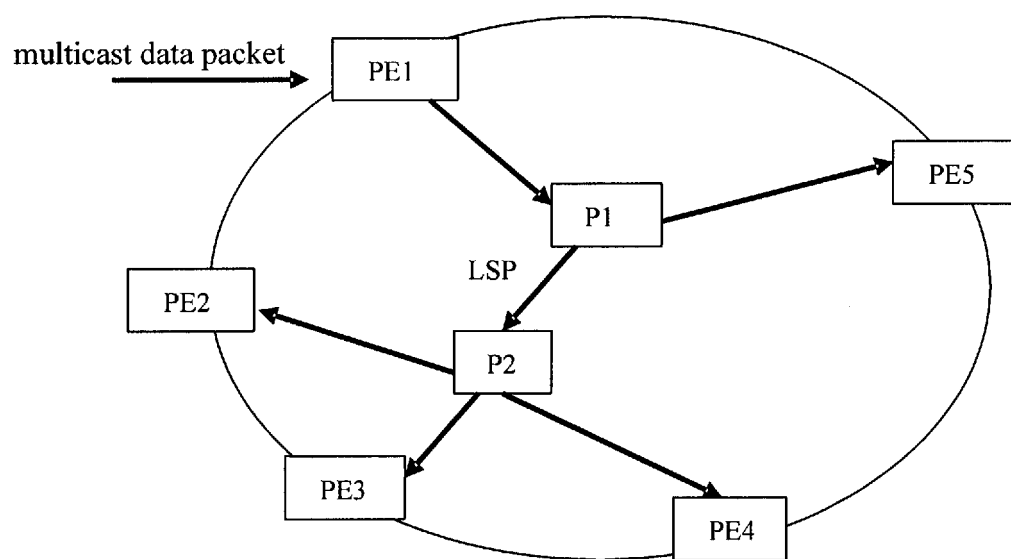 multicast data packet
PE1
PE5
P1
LSP
PE2
P2
PE3
PE4